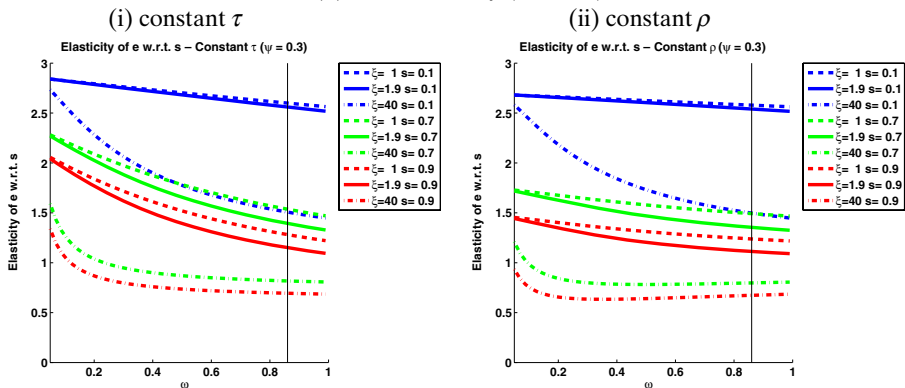 (i) constant τ
Elasticity of e w.r.t. s – Constant τ (ψ = 0.3)
3
2.5
2
1.5
1
0.5
0
0.2
0.4
0.6
0.8
1
Elasticity of e w.r.t. s
ω
ξ= 1 s= 0.1
ξ=1.9 s= 0.1
ξ=40 s= 0.1
ξ= 1 s= 0.7
ξ=1.9 s= 0.7
ξ=40 s= 0.7
ξ= 1 s= 0.9
ξ=1.9 s= 0.9
ξ=40 s= 0.9
(ii) constant ρ
Elasticity of e w.r.t. s – Constant ρ (ψ = 0.3)
3
2.5
2
1.5
1
0.5
0
0.2
0.4
0.6
0.8
1
Elasticity of e w.r.t. s
ω
ξ= 1 s= 0.1
ξ=1.9 s= 0.1
ξ=40 s= 0.1
ξ= 1 s= 0.7
ξ=1.9 s= 0.7
ξ=40 s= 0.7
ξ= 1 s= 0.9
ξ=1.9 s= 0.9
ξ=40 s= 0.9